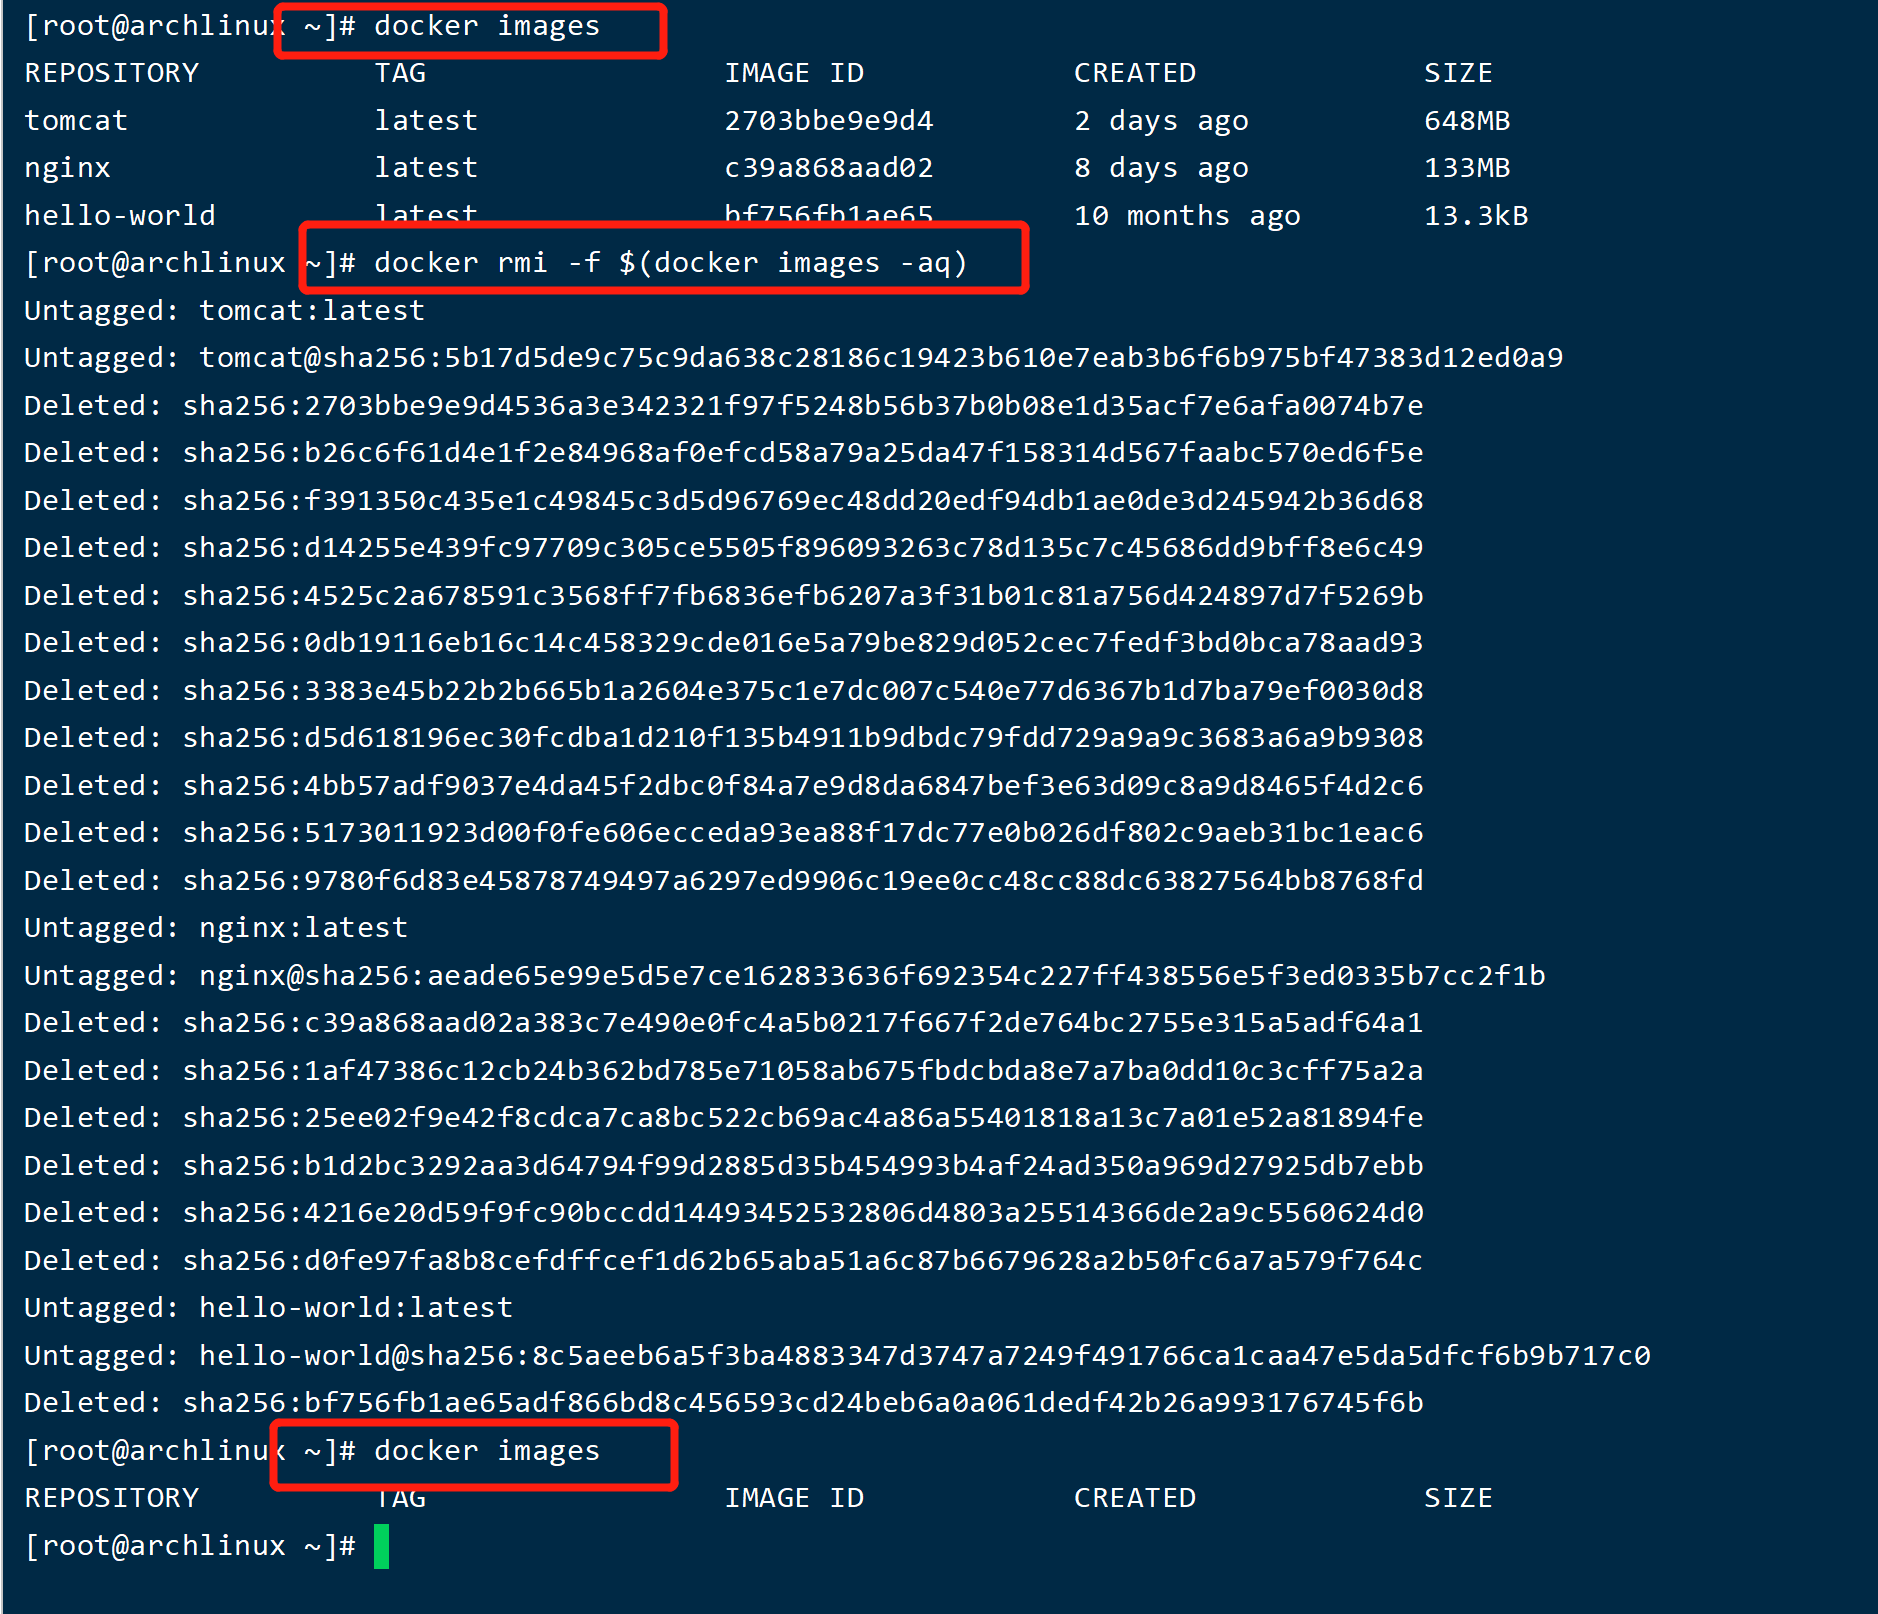 [root@archlinux ~]# docker images
REPOSITORY          TAG                 IMAGE ID            CREATED             SIZE
tomcat              latest              2703bbe9e9d4        2 days ago          648MB
nginx               latest              c39a868aad02        8 days ago          133MB
hello-world         latest              bf756fb1ae65        10 months ago       13.3kB
[root@archlinux ~]# docker rmi -f $(docker images -aq)
Untagged: tomcat:latest
Untagged: tomcat@sha256:5b17d5de9c75c9da638c28186c19423b610e7eab3b6f6b975bf47383d12ed0a9
Deleted: sha256:2703bbe9e9d4536a3e342321f97f5248b56b37b0b08e1d35acf7e6afa0074b7e
Deleted: sha256:b26c6f61d4e1f2e84968af0efcd58a79a25da47f158314d567faabc570ed6f5e
Deleted: sha256:f391350c435e1c49845c3d5d96769ec48dd20edf94db1ae0de3d245942b36d68
Deleted: sha256:d14255e439fc97709c305ce5505f896093263c78d135c7c45686dd9bff8e6c49
Deleted: sha256:4525c2a678591c3568ff7fb6836efb6207a3f31b01c81a756d424897d7f5269b
Deleted: sha256:0db19116eb16c14c458329cde016e5a79be829d052cec7fedf3bd0bca78aad93
Deleted: sha256:3383e45b22b2b665b1a2604e375c1e7dc007c540e77d6367b1d7ba79ef0030d8
Deleted: sha256:d5d618196ec30fcdba1d210f135b4911b9dbdc79fdd729a9a9c3683a6a9b9308
Deleted: sha256:4bb57adf9037e4da45f2dbc0f84a7e9d8da6847bef3e63d09c8a9d8465f4d2c6
Deleted: sha256:5173011923d00f0fe606ecceda93ea88f17dc77e0b026df802c9aeb31bc1eac6
Deleted: sha256:9780f6d83e45878749497a6297ed9906c19ee0cc48cc88dc63827564bb8768fd
Untagged: nginx:latest
Untagged: nginx@sha256:aeade65e99e5d5e7ce162833636f692354c227ff438556e5f3ed0335b7cc2f1b
Deleted: sha256:c39a868aad02a383c7e490e0fc4a5b0217f667f2de764bc2755e315a5adf64a1
Deleted: sha256:1af47386c12cb24b362bd785e71058ab675fbdcbda8e7a7ba0dd10c3cff75a2a
Deleted: sha256:25ee02f9e42f8cdca7ca8bc522cb69ac4a86a55401818a13c7a01e52a81894fe
Deleted: sha256:b1d2bc3292aa3d64794f99d2885d35b454993b4af24ad350a969d27925db7ebb
Deleted: sha256:4216e20d59f9fc90bccdd14493452532806d4803a25514366de2a9c5560624d0
Deleted: sha256:d0fe97fa8b8cefdffcef1d62b65aba51a6c87b6679628a2b50fc6a7a579f764c
Untagged: hello-world:latest
Untagged: hello-world@sha256:8c5aeeb6a5f3ba4883347d3747a7249f491766ca1caa47e5da5dfcf6b9b717c0
Deleted: sha256:bf756fb1ae65adf866bd8c456593cd24beb6a0a061dedf42b26a993176745f6b
[root@archlinux ~]# docker images
REPOSITORY          TAG                 IMAGE ID            CREATED             SIZE
[root@archlinux ~]#